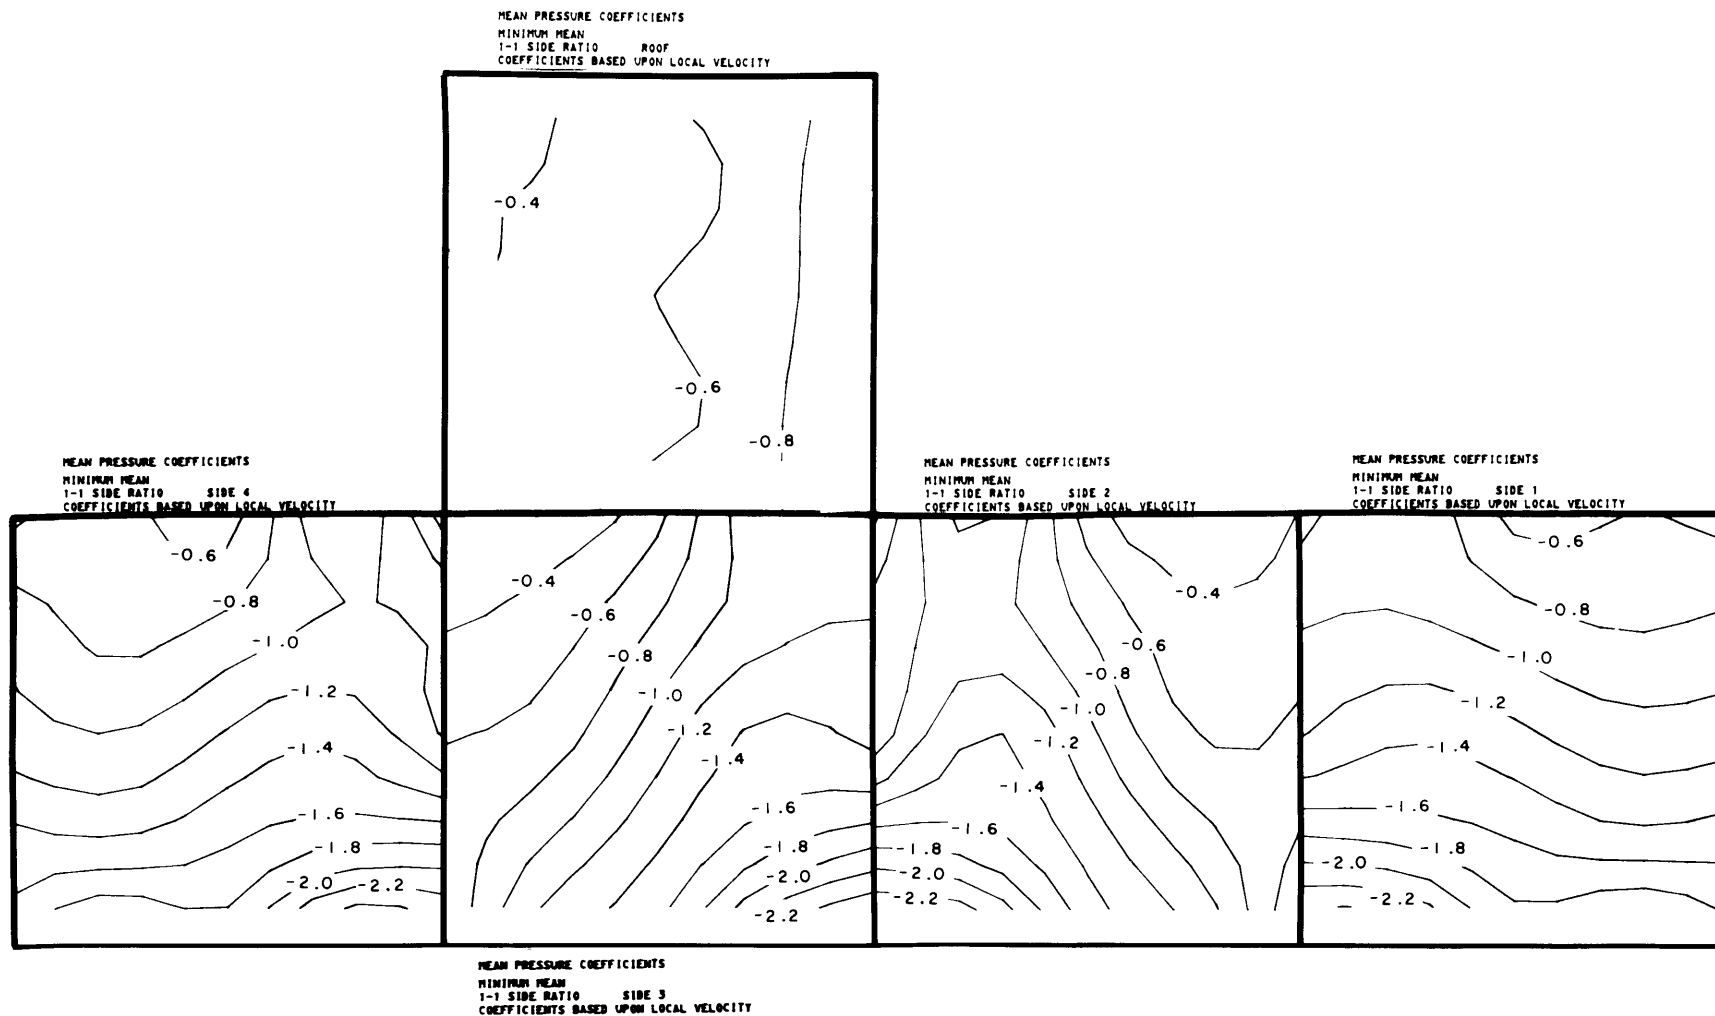 MEAN PRESSURE COEFFICIENTS
MINIMUM MEAN
1-1 SIDE RATIO ROOF
COEFFICIENTS BASED UPON LOCAL VELOCITY
-0.4
-0.6
-0.8
MEAN PRESSURE COEFFICIENTS
MINIMUM MEAN
1-1 SIDE RATIO SIDE 4
COEFFICIENTS BASED UPON LOCAL VELOCITY
-0.6
-0.8
-1.0
-1.2
-1.4
-1.6
-1.8
-2.0
-2.2
-0.4
-0.6
-0.8
-1.0
-1.2
-1.4
-1.6
-1.8
-2.0
-2.2
MEAN PRESSURE COEFFICIENTS
MINIMUM MEAN
1-1 SIDE RATIO SIDE 3
COEFFICIENTS BASED UPON LOCAL VELOCITY
MEAN PRESSURE COEFFICIENTS
MINIMUM MEAN
1-1 SIDE RATIO SIDE 2
COEFFICIENTS BASED UPON LOCAL VELOCITY
-0.4
-0.6
-0.8
-1.0
-1.2
-1.4
-1.6
-1.8
-2.0
-2.2
MEAN PRESSURE COEFFICIENTS
MINIMUM MEAN
1-1 SIDE RATIO SIDE 1
COEFFICIENTS BASED UPON LOCAL VELOCITY
-0.6
-0.8
-1.0
-1.2
-1.4
-1.6
-1.8
-2.0
-2.2